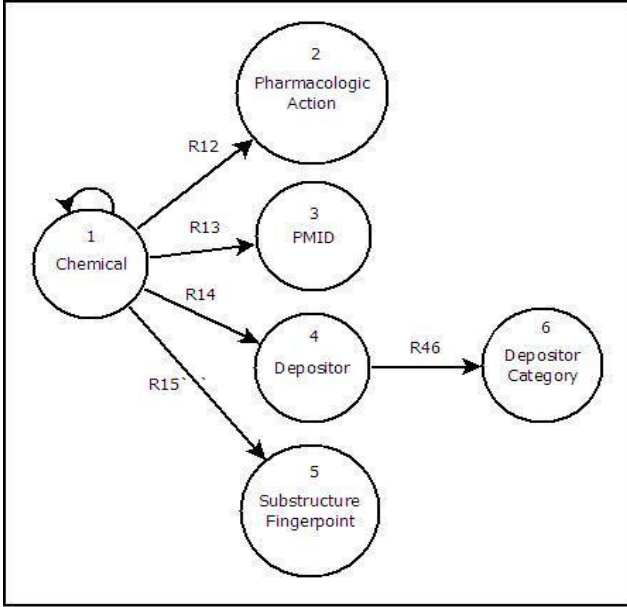 2
Pharmacologic
Action
R12
3
PMID
R13
1
Chemical
R14
4
Depositor
R46
6
Depositor
Category
R15``
5
Substructure
Fingerpoint